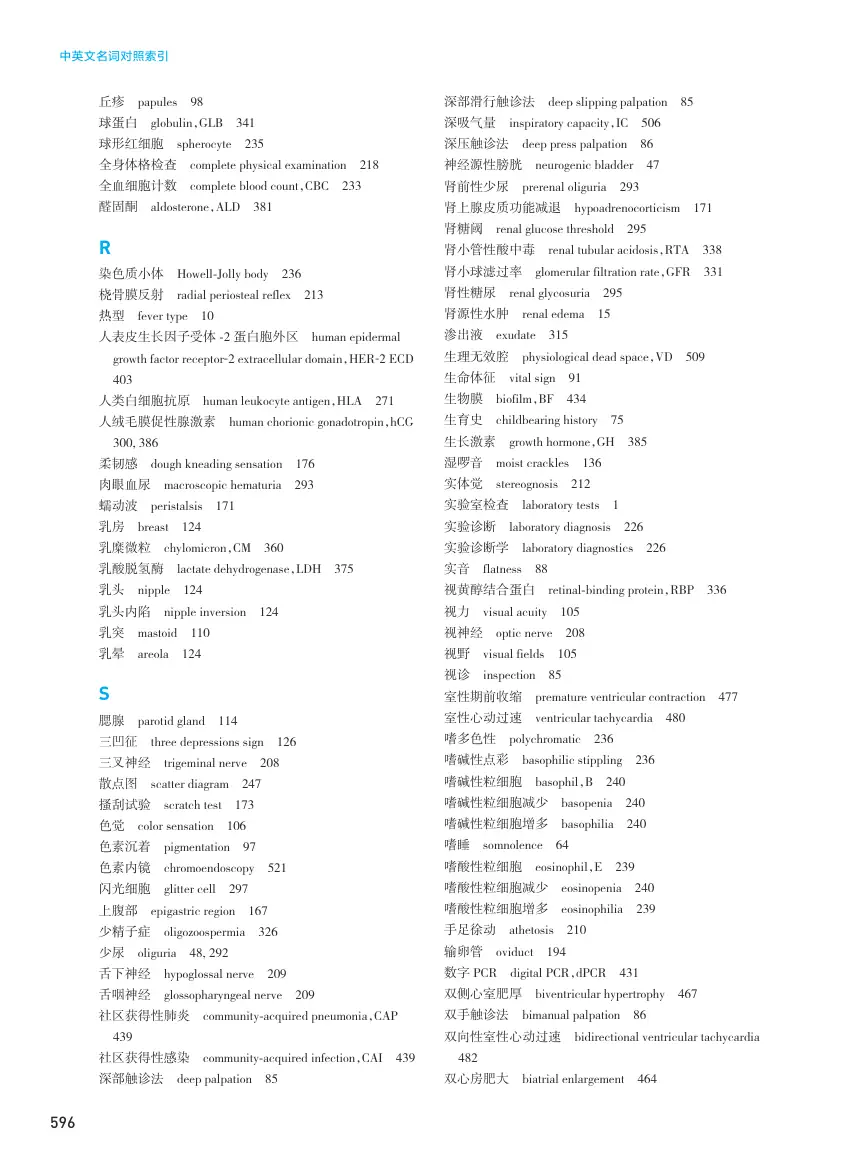 中英文名词对照索引
丘疹 papules 98
球蛋白 globulin,GLB 341
球形红细胞 spherocyte 235
全身体格检查 complete physical examination 218
全血细胞计数 complete blood count,CBC 233
醛固酮 aldosterone,ALD 381
R
染色质小体 Howell-Jolly body 236
桡骨膜反射 radial periosteal reflex 213
热型 fever type 10
人表皮生长因子受体 -2 蛋白胞外区 human epidermal
growth factor receptor-2 extracellular domain,HER-2 ECD
403
人类白细胞抗原 human leukocyte antigen,HLA 271
人绒毛膜促性腺激素 human chorionic gonadotropin,hCG
300, 386
柔韧感 dough kneading sensation 176
肉眼血尿 macroscopic hematuria 293
蠕动波 peristalsis 171
乳房 breast 124
乳糜微粒 chylomicron,CM 360
乳酸脱氢酶 lactate dehydrogenase,LDH 375
乳头 nipple 124
乳头内陷 nipple inversion 124
乳突 mastoid 110
乳晕 areola 124
S
腮腺 parotid gland 114
三凹征 three depressions sign 126
三叉神经 trigeminal nerve 208
散点图 scatter diagram 247
搔刮试验 scratch test 173
色觉 color sensation 106
色素沉着 pigmentation 97
色素内镜 chromoendoscopy 521
闪光细胞 glitter cell 297
上腹部 epigastric region 167
少精子症 oligozoospermia 326
少尿 oliguria 48, 292
舌下神经 hypoglossal nerve 209
舌咽神经 glossopharyngeal nerve 209
社区获得性肺炎 community-acquired pneumonia,CAP
439
社区获得性感染 community-acquired infection,CAI 439
深部触诊法 deep palpation 85
深部滑行触诊法 deep slipping palpation 85
深吸气量 inspiratory capacity,IC 506
深压触诊法 deep press palpation 86
神经源性膀胱 neurogenic bladder 47
肾前性少尿 prerenal oliguria 293
肾上腺皮质功能减退 hypoadrenocorticism 171
肾糖阈 renal glucose threshold 295
肾小管性酸中毒 renal tubular acidosis,RTA 338
肾小球滤过率 glomerular filtration rate,GFR 331
肾性糖尿 renal glycosuria 295
肾源性水肿 renal edema 15
渗出液 exudate 315
生理无效腔 physiological dead space,VD 509
生命体征 vital sign 91
生物膜 biofilm,BF 434
生育史 childbearing history 75
生长激素 growth hormone,GH 385
湿啰音 moist crackles 136
实体觉 stereognosis 212
实验室检查 laboratory tests 1
实验诊断 laboratory diagnosis 226
实验诊断学 laboratory diagnostics 226
实音 flatness 88
视黄醇结合蛋白 retinal-binding protein,RBP 336
视力 visual acuity 105
视神经 optic nerve 208
视野 visual fields 105
视诊 inspection 85
室性期前收缩 premature ventricular contraction 477
室性心动过速 ventricular tachycardia 480
嗜多色性 polychromatic 236
嗜碱性点彩 basophilic stippling 236
嗜碱性粒细胞 basophil,B 240
嗜碱性粒细胞减少 basopenia 240
嗜碱性粒细胞增多 basophilia 240
嗜睡 somnolence 64
嗜酸性粒细胞 eosinophil,E 239
嗜酸性粒细胞减少 eosinopenia 240
嗜酸性粒细胞增多 eosinophilia 239
手足徐动 athetosis 210
输卵管 oviduct 194
数字 PCR digital PCR,dPCR 431
双侧心室肥厚 biventricular hypertrophy 467
双手触诊法 bimanual palpation 86
双向性室性心动过速 bidirectional ventricular tachycardia
482
双心房肥大 biatrial enlargement 464
596